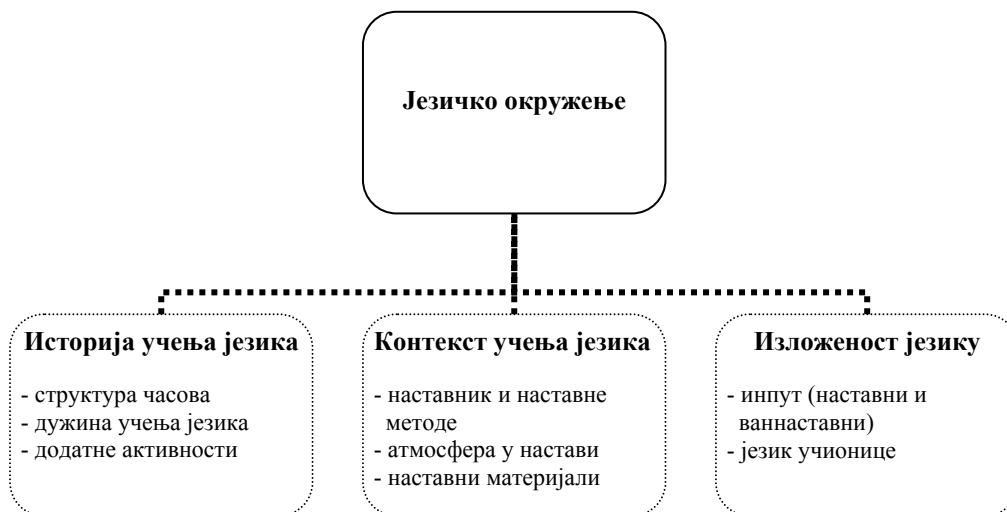 Језичко окружење
Историја учења језика
- структура часова
- дужина учења језика
- додатне активности
Контекст учења језика
- наставник и наставне
методе
- атмосфера у настави
- наставни материјали
Изложеност језику
- инпут (наставни и
ваннаставни)
- језик учионице